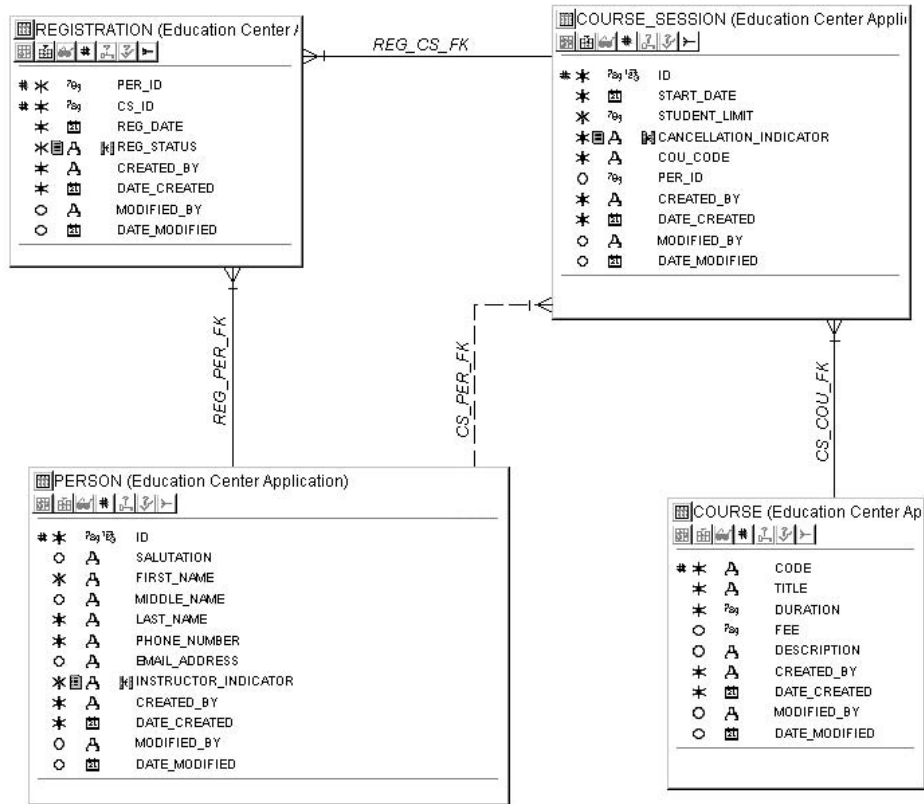 REGISTRATION (Education Center A
PER_ID
CS_ID
REG_DATE
REG_STATUS
CREATED_BY
DATE_CREATED
MODIFIED_BY
DATE_MODIFIED
REG_CS_FK
COURSE_SESSION (Education Center Appli
ID
START_DATE
STUDENT_LIMIT
CANCELLATION_INDICATOR
COU_CODE
PER_ID
CREATED_BY
DATE_CREATED
MODIFIED_BY
DATE_MODIFIED
REG_PER_FK
CS_PER_FK
CS_COU_FK
PERSON (Education Center Application)
ID
SALUTATION
FIRST_NAME
MIDDLE_NAME
LAST_NAME
PHONE_NUMBER
EMAIL_ADDRESS
INSTRUCTOR_INDICATOR
CREATED_BY
DATE_CREATED
MODIFIED_BY
DATE_MODIFIED
COURSE (Education Center Ap
CODE
TITLE
DURATION
FEE
DESCRIPTION
CREATED_BY
DATE_CREATED
MODIFIED_BY
DATE_MODIFIED